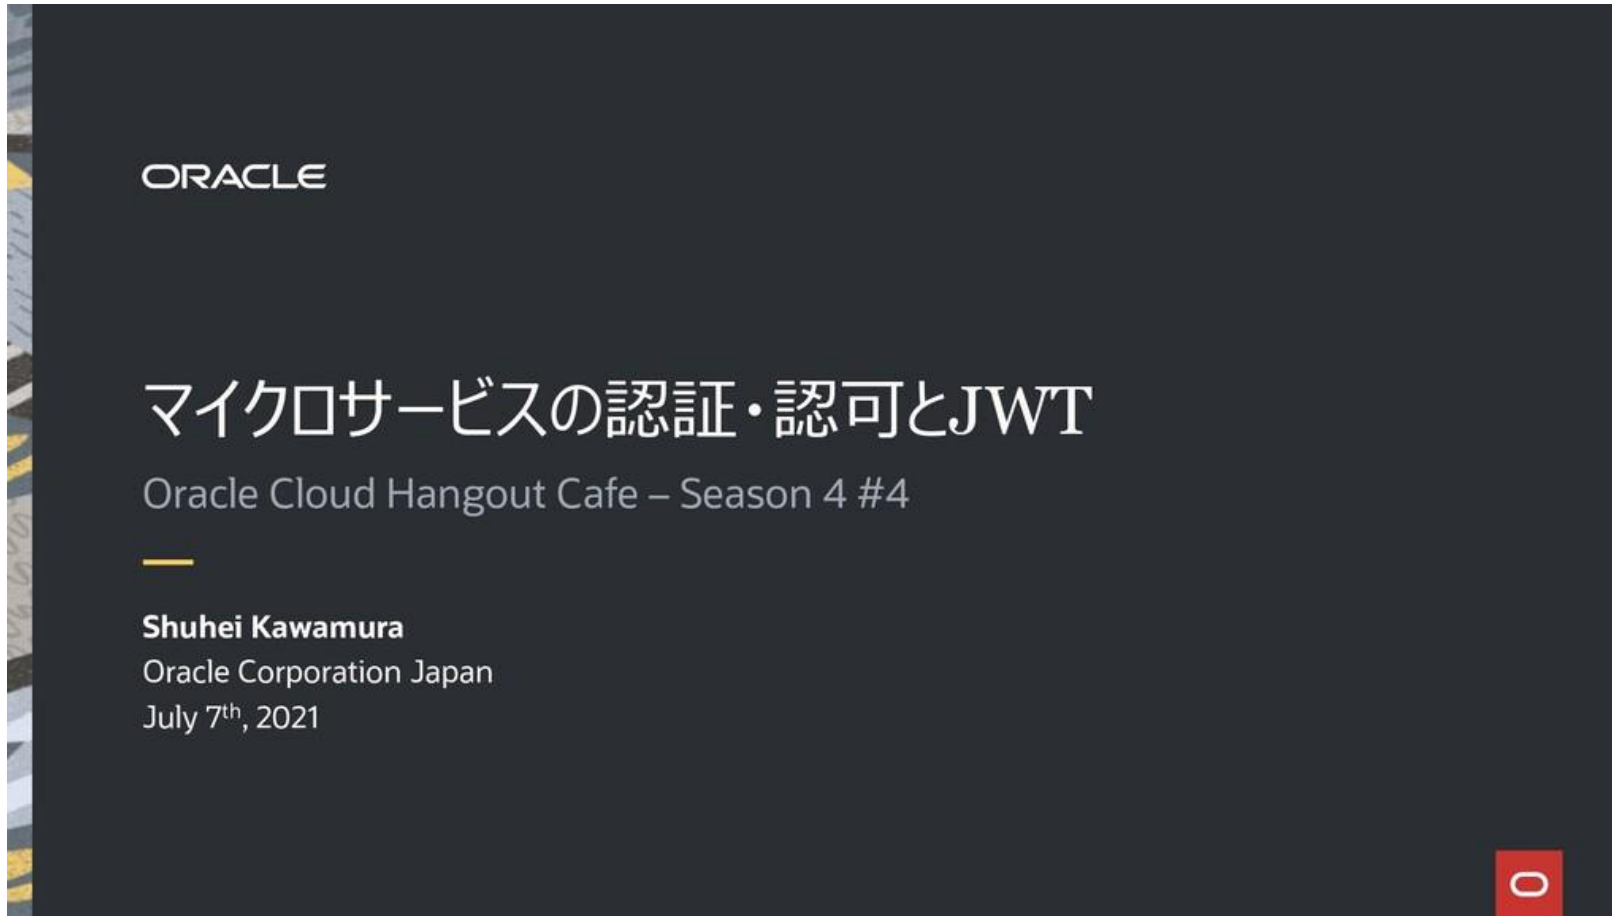 ORACLE
マイクロサービスの認証・認可とJWT
Oracle Cloud Hangout Cafe – Season 4 #4
Shuhei Kawamura
Oracle Corporation Japan
July 7th, 2021